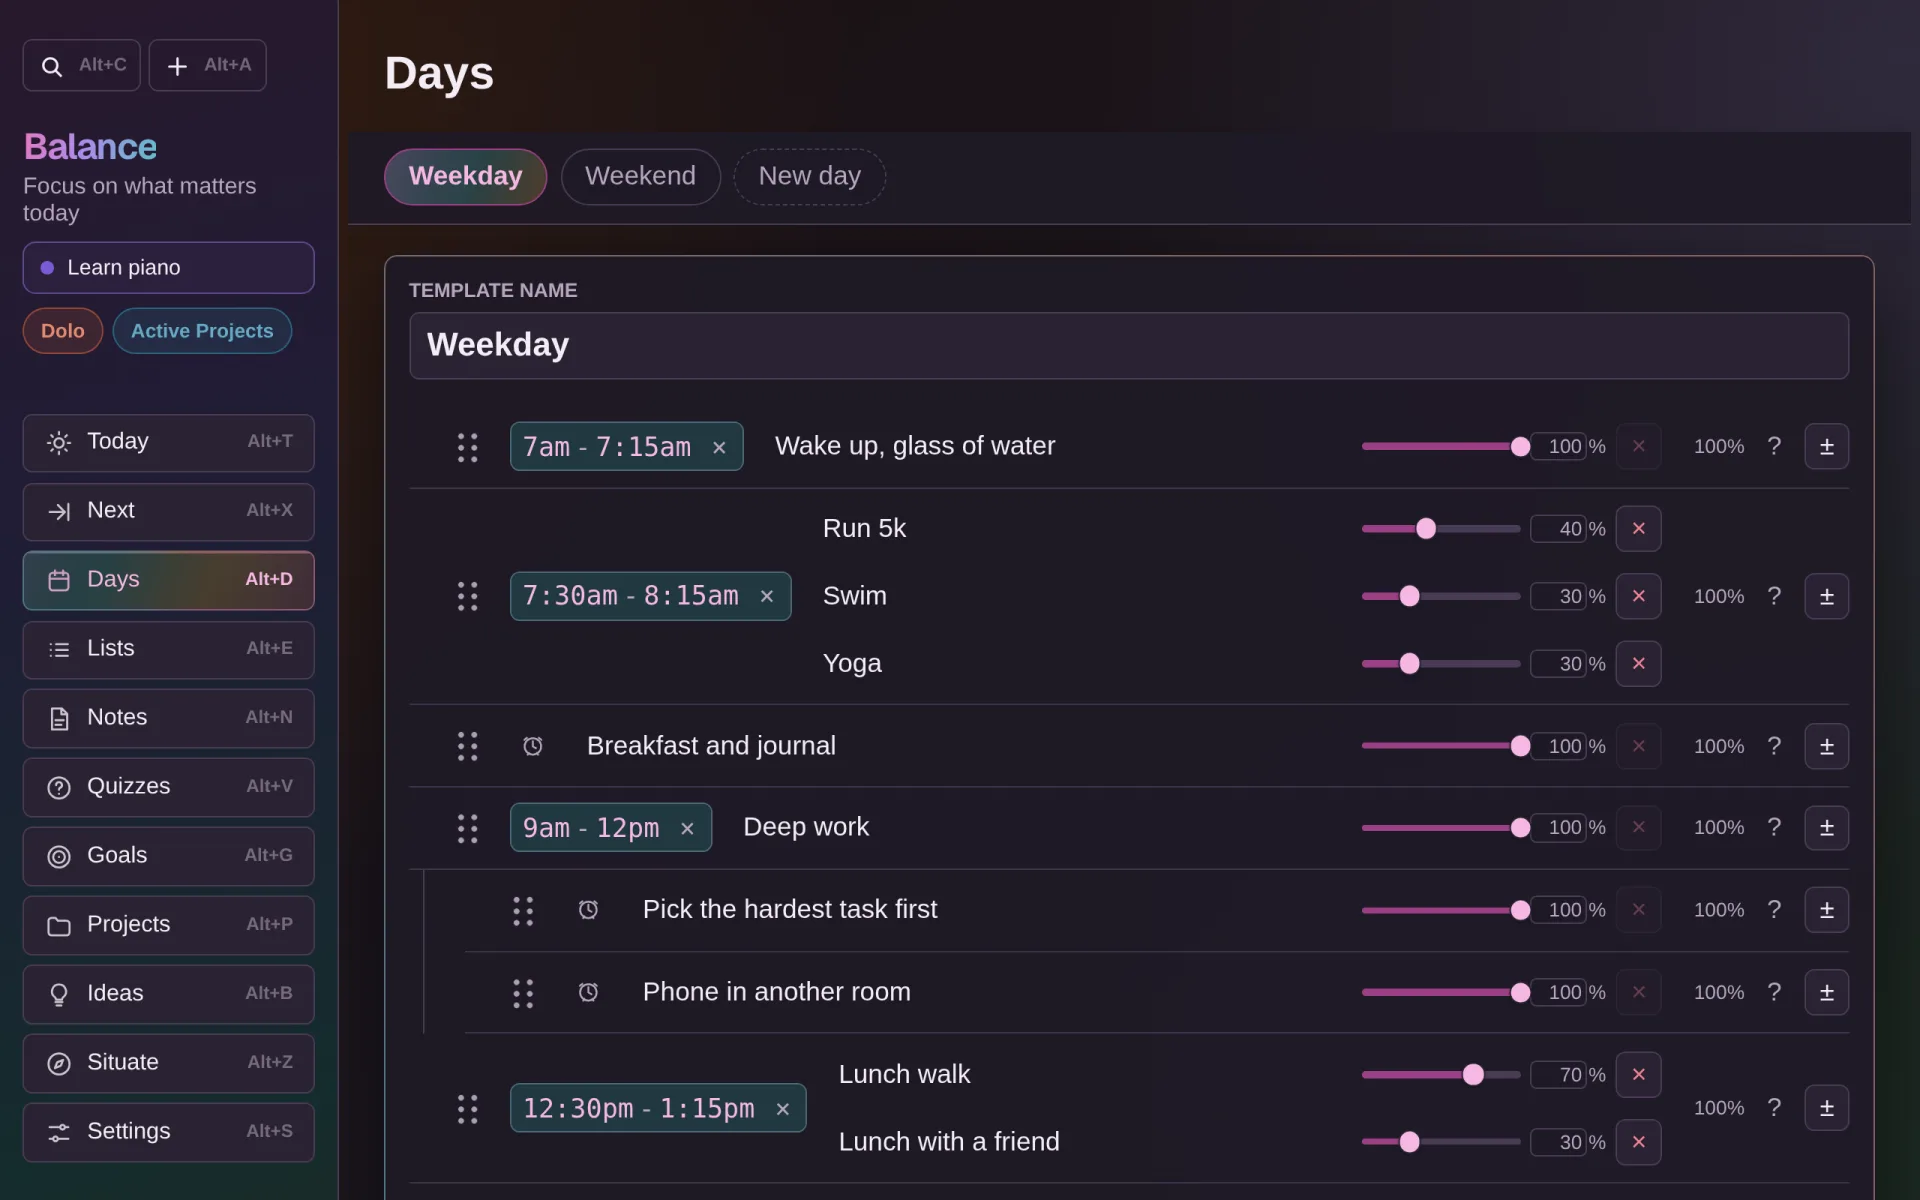 Alt+C
Alt+A
Balance
Focus on what matters
today
Learn piano
Dolo
Active Projects
Today Alt+T
Next Alt+X
Days Alt+D
Lists Alt+E
Notes Alt+N
Quizzes Alt+V
Goals Alt+G
Projects Alt+P
Ideas Alt+B
Situate Alt+Z
Settings Alt+S
Days
Weekday
Weekend
New day
TEMPLATE NAME
Weekday
7am - 7:15am × Wake up, glass of water 100 % × 100% ? ±
Run 5k 40 % ×
7:30am - 8:15am × Swim 30 % × 100% ? ±
Yoga 30 % ×
Breakfast and journal 100 % × 100% ? ±
9am - 12pm × Deep work 100 % × 100% ? ±
Pick the hardest task first 100 % × 100% ? ±
Phone in another room 100 % × 100% ? ±
Lunch walk 70 % ×
12:30pm - 1:15pm × 100% ? ±
Lunch with a friend 30 % ×